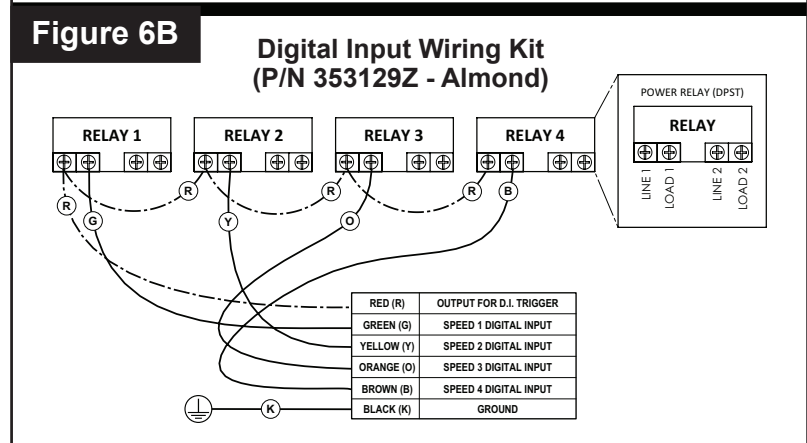 Figure 6B
Digital Input Wiring Kit
(P/N 353129Z - Almond)
POWER RELAY (DPST)
RELAY
LINE 1
LOAD 1
LINE 2
LOAD 2
RELAY 1
RELAY 2
RELAY 3
RELAY 4
R
R
R
B
R
G
Y
O
RED (R) OUTPUT FOR D.I. TRIGGER
GREEN (G) SPEED 1 DIGITAL INPUT
YELLOW (Y) SPEED 2 DIGITAL INPUT
ORANGE (O) SPEED 3 DIGITAL INPUT
BROWN (B) SPEED 4 DIGITAL INPUT
K
BLACK (K) GROUND